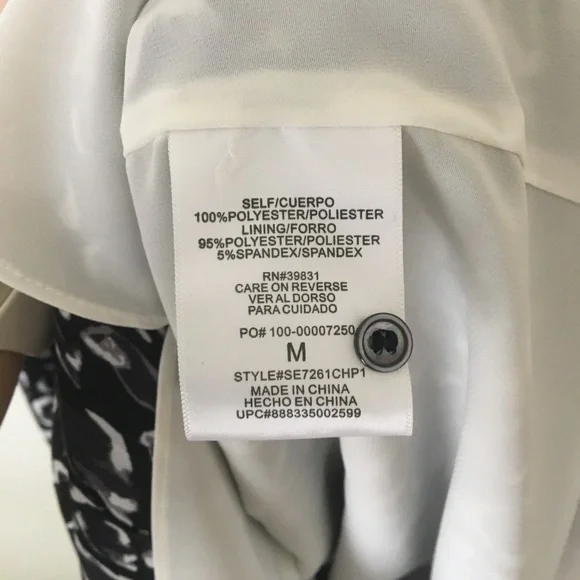 SELF/CUERPO
100%POLYESTER/POLIESTER
LINING/FORRO
95%POLYESTER/POLIESTER
5%SPANDEX/SPANDEX
RN#39831
CARE ON REVERSE
VER AL DORSO
PARA CUIDADO
PO# 100-00007250
M
STYLE#SE7261CHP1
MADE IN CHINA
HECHO EN CHINA
UPC#888335002599